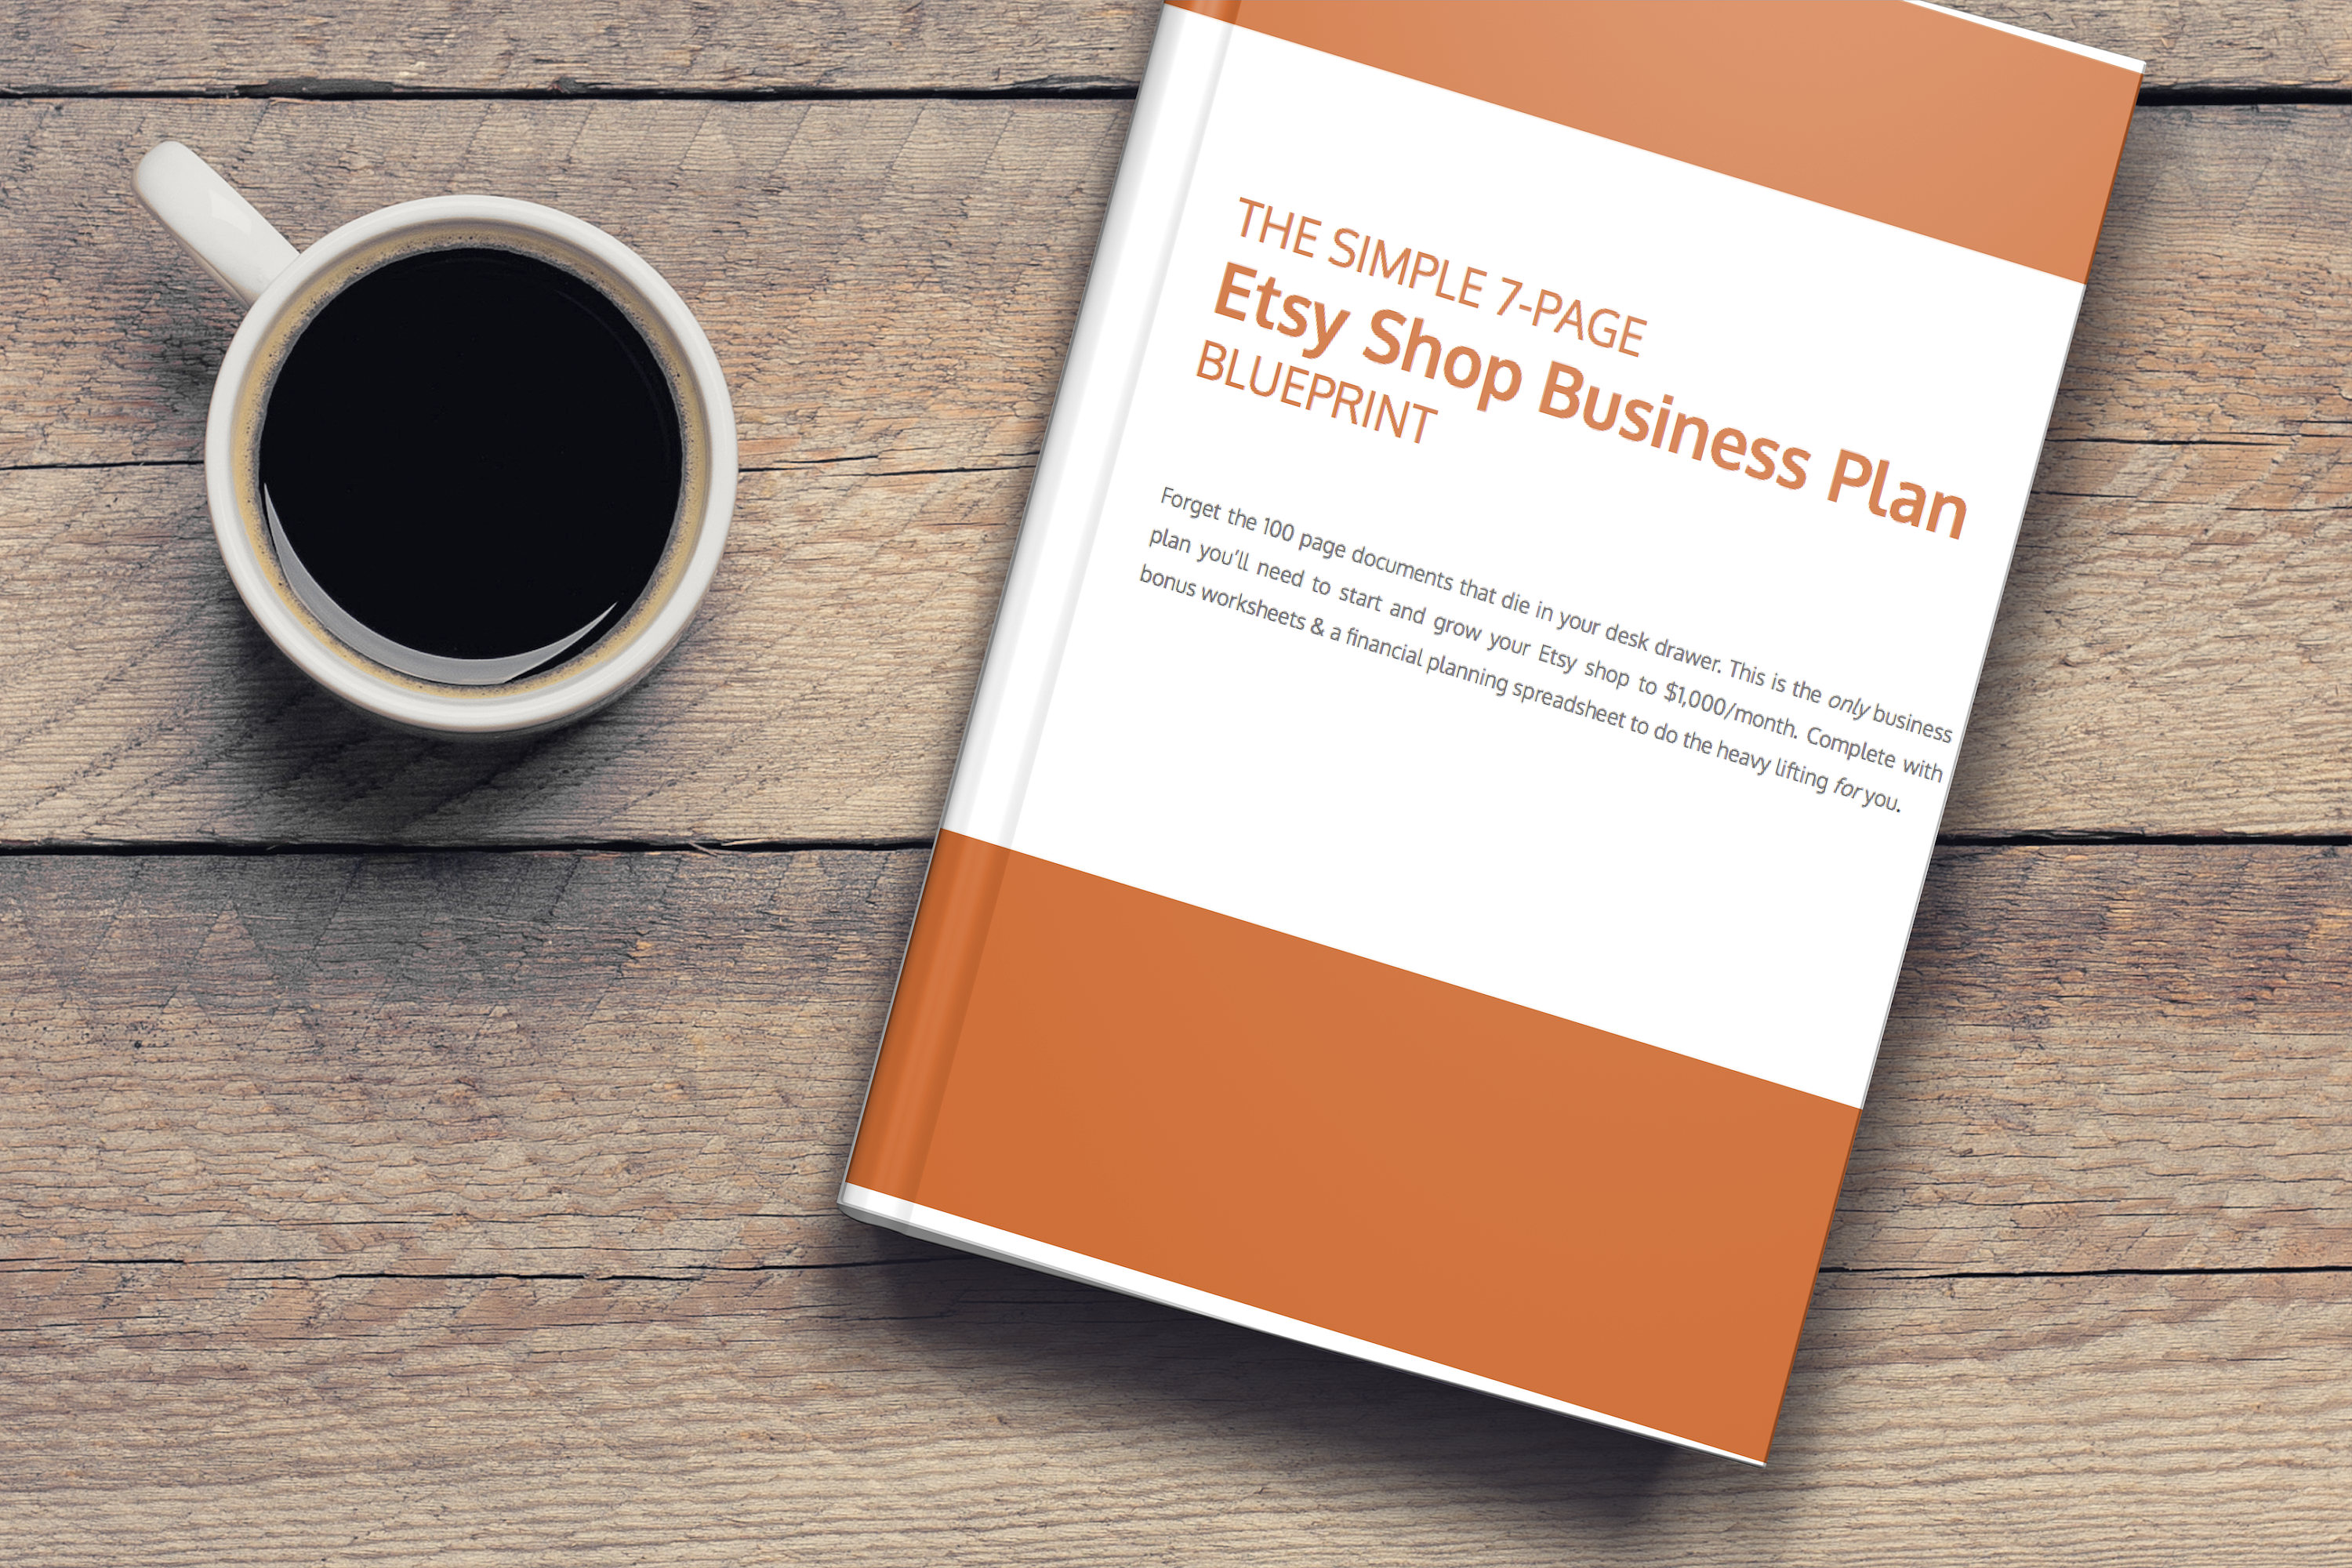 THE SIMPLE 7-PAGE
Etsy Shop Business Plan
BLUEPRINT
Forget the 100 page documents that die in your desk drawer. This is the only business
plan you'll need to start and grow your Etsy shop to $1,000/month. Complete with
bonus worksheets & a financial planning spreadsheet to do the heavy lifting for you.